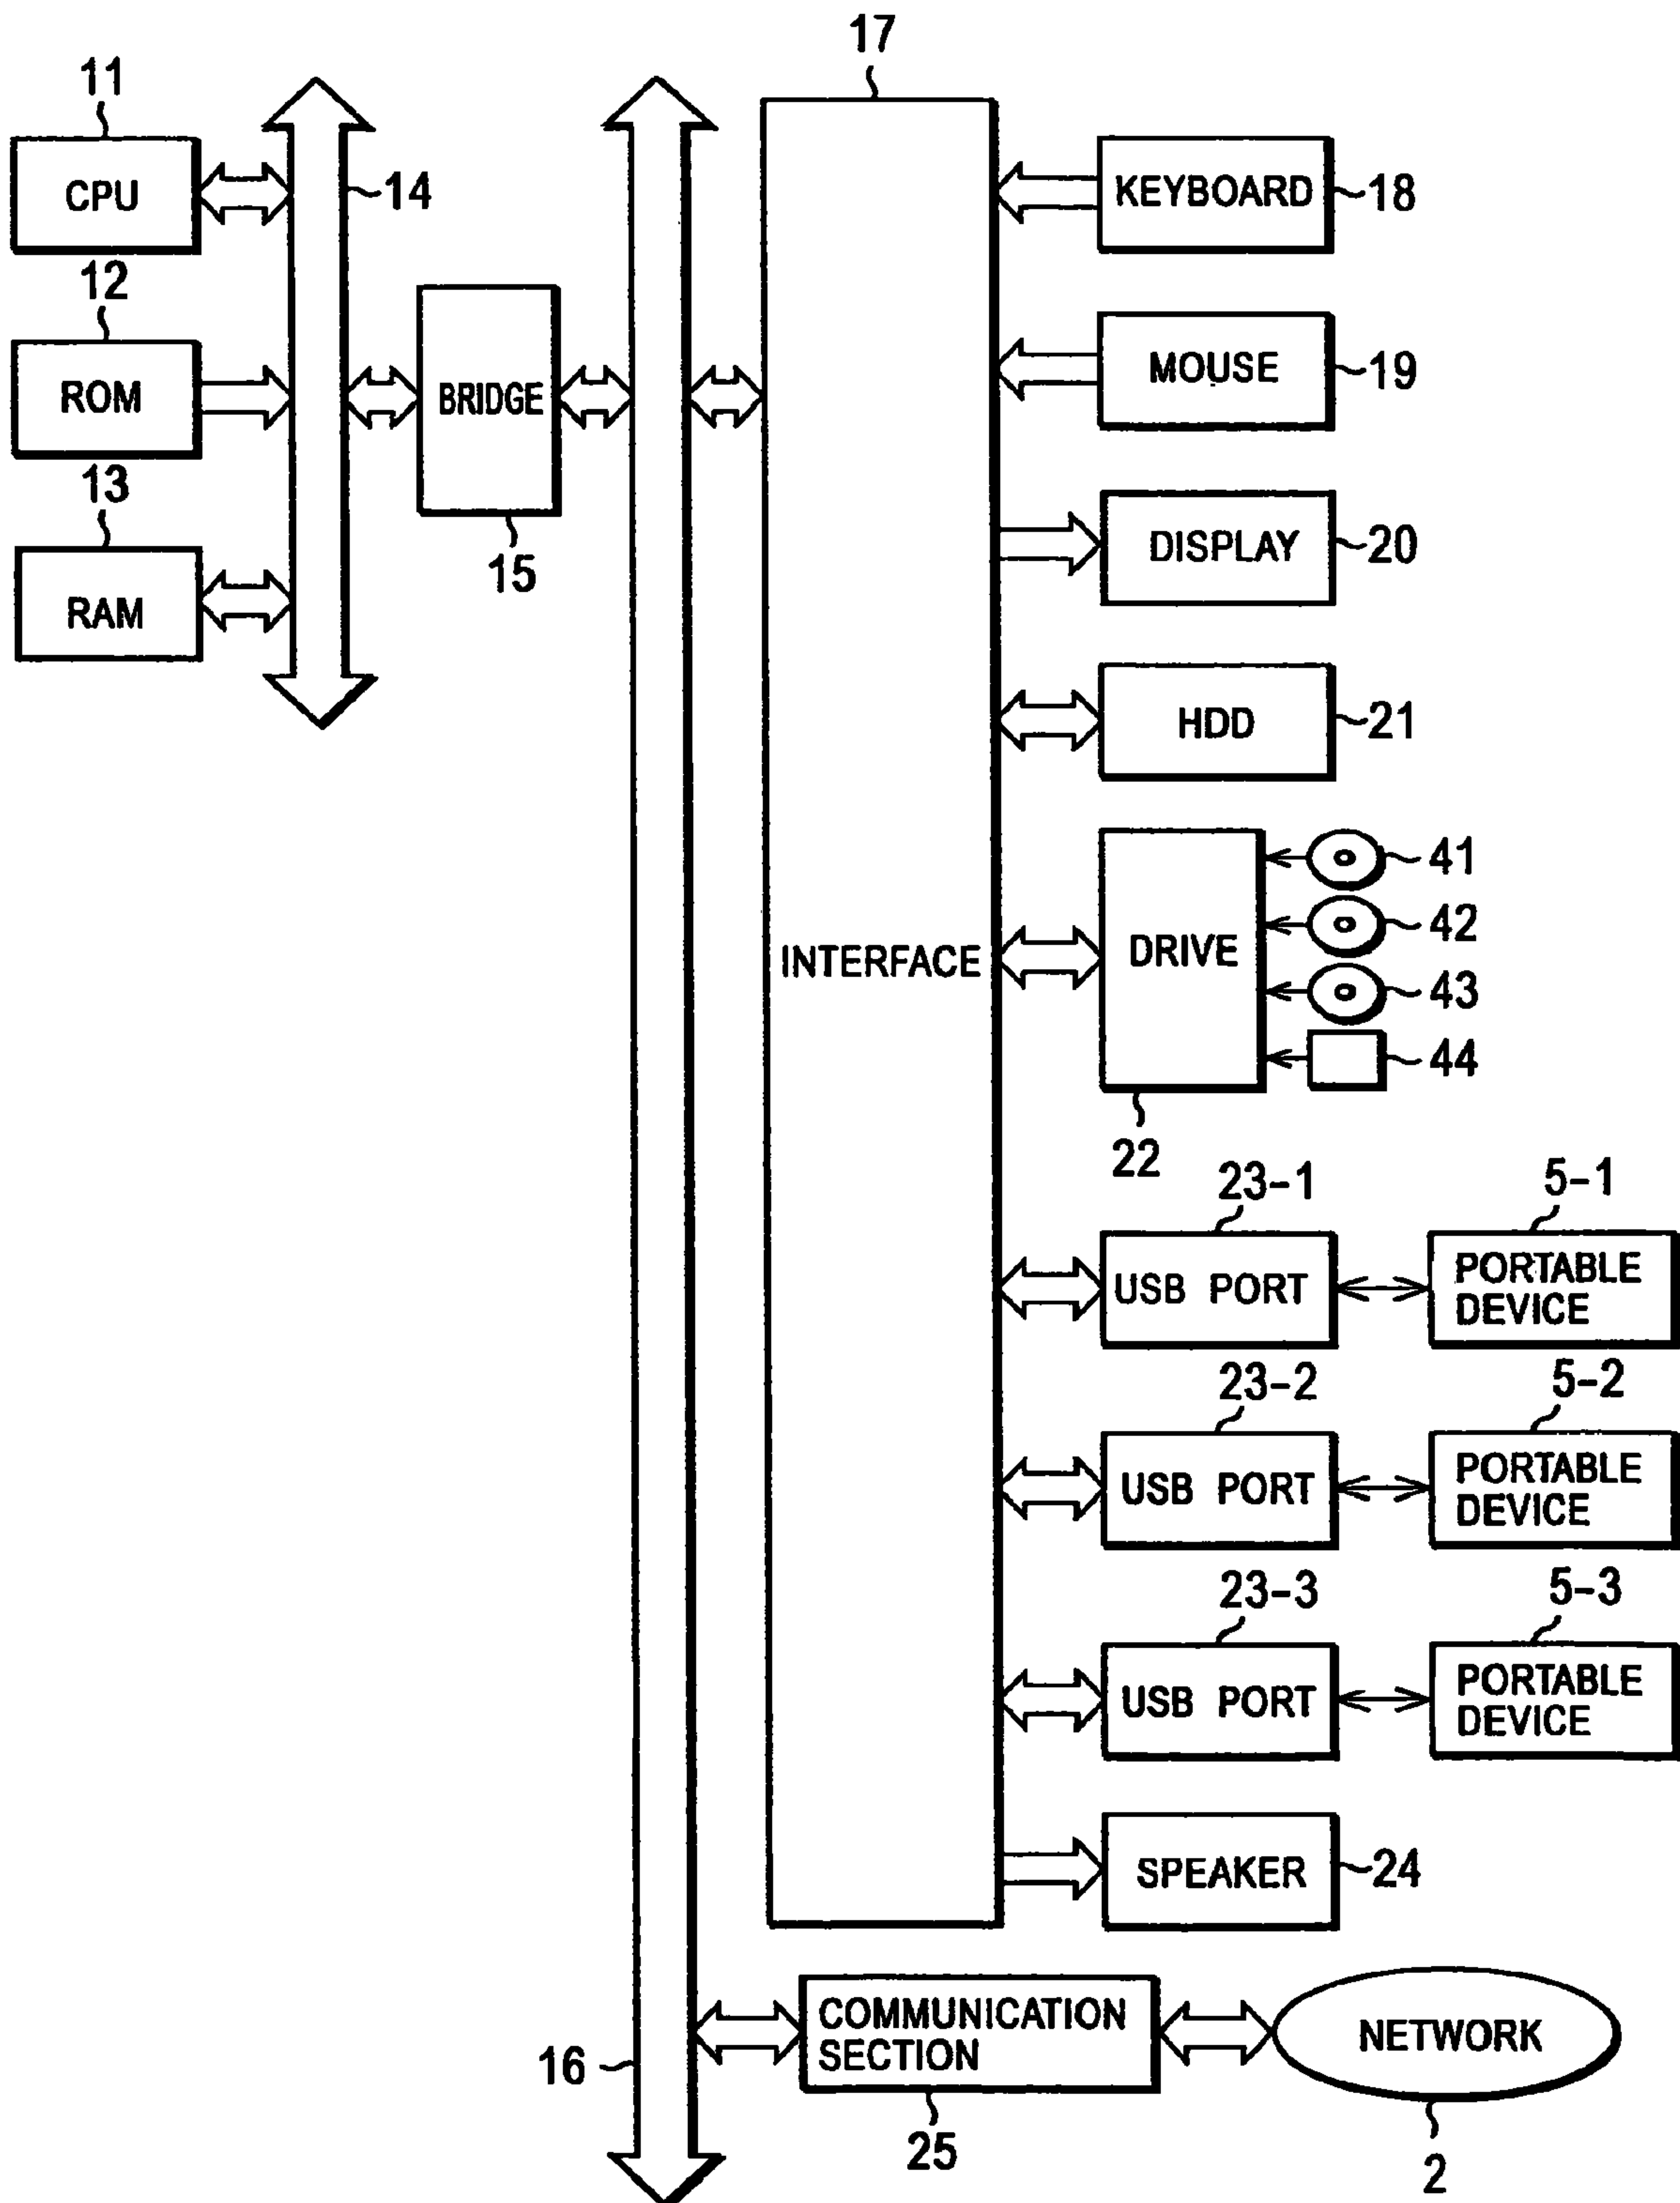 17
11
CPU
14
KEYBOARD
18
12
ROM
BRIDGE
MOUSE
19
13
RAM
15
DISPLAY
20
HDD
21
INTERFACE
DRIVE
41
42
43
44
22
23-1
5-1
USB PORT
PORTABLE
DEVICE
23-2
5-2
USB PORT
PORTABLE
DEVICE
23-3
5-3
USB PORT
PORTABLE
DEVICE
SPEAKER
24
16
COMMUNICATION
SECTION
NETWORK
25
2